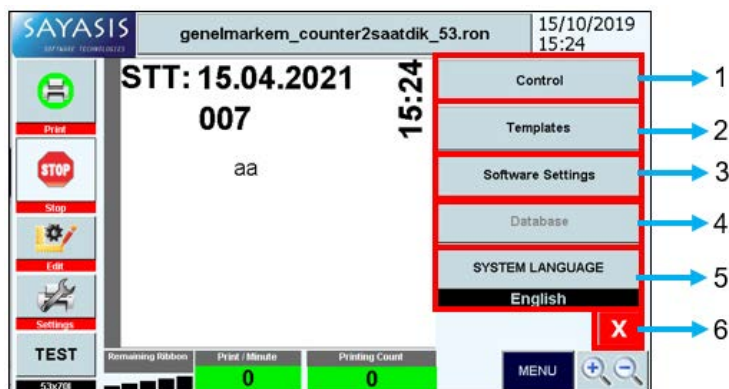 SAYASIS
SOFTWARE TECHNOLOGIES
genelmarkem_counter2saatdik_53.ron
15/10/2019
15:24
Print
STOP
Stop
Edit
Settings
TEST
53x70I
STT: 15.04.2021
007
15:24
aa
Control
Templates
Software Settings
Database
SYSTEM LANGUAGE
English
X
1
2
3
4
5
6
Remaining Ribbon
Print / Minute
0
Printing Count
0
MENU